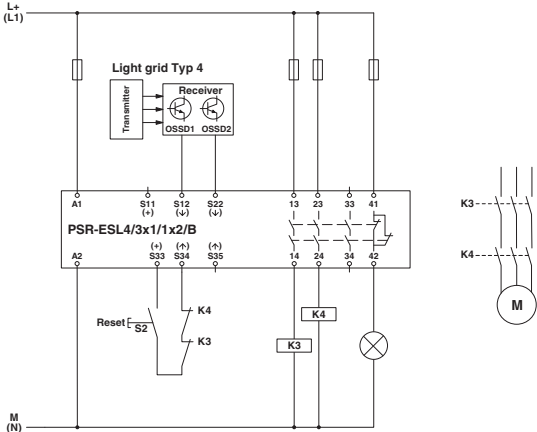 L+
(L1)
Light grid Typ 4
Transmitter
Receiver
OSSD1 OSSD2
A1 S11 S12 S22 13 23 33 41
(+) (↓) (↓)
PSR-ESL4/3x1/1x2/B
(+) (↑) (↑)
A2 S33 S34 S35 14 24 34 42
Reset
S2
K4
K3
K3
K4
K3
K4
M
M
(N)